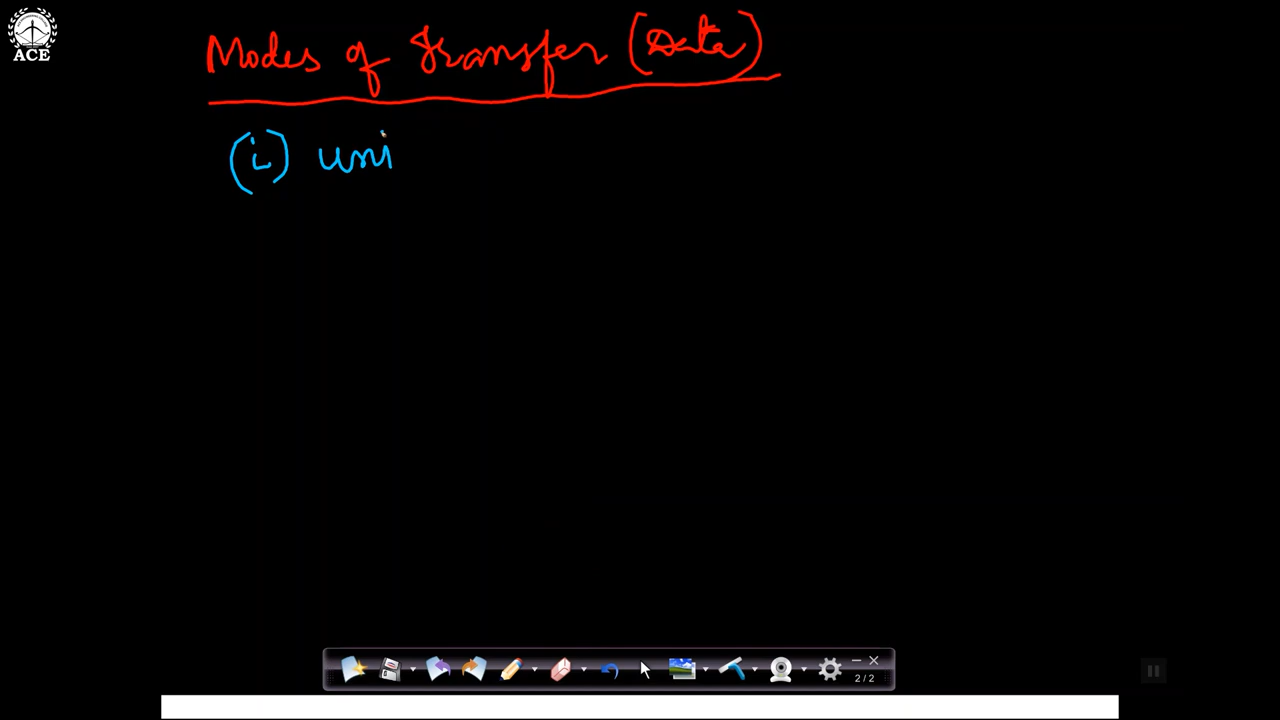 ACE
Modes of Transfer (Data)
(i) uni
2/2